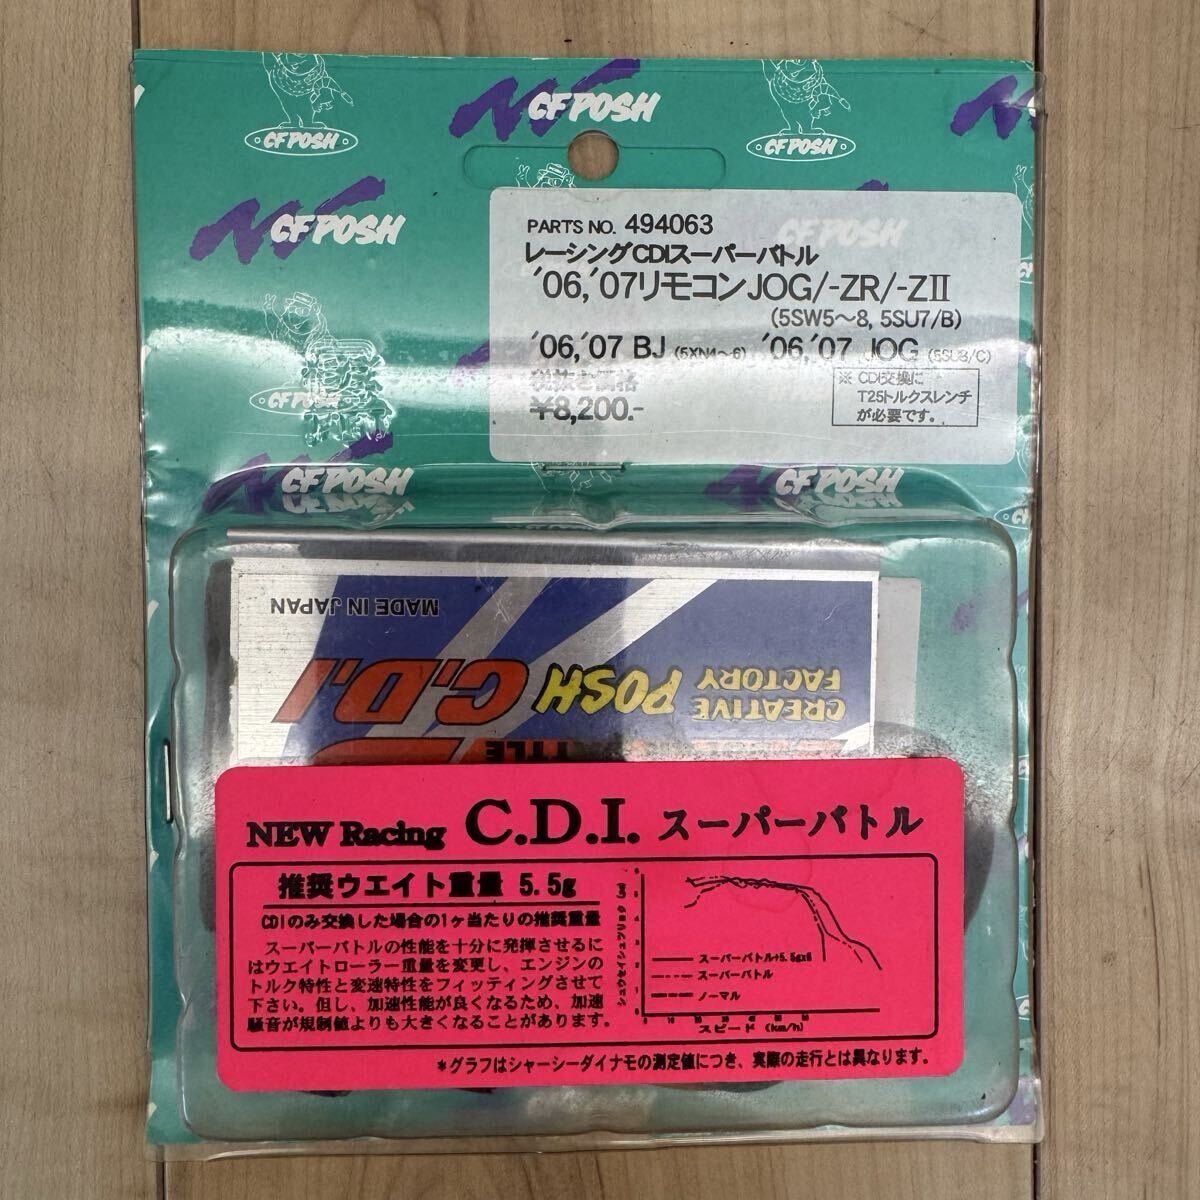 CF POSH
CF POSH
CF POSH
CF POSH
PARTS NO. 494063
レーシングCDIスーパーバトル
'06,'07リモコンJOG/-ZR/-ZⅡ
(5SW5〜8, 5SU7/B)
'06,'07 BJ (5XN4〜6) '06,'07 JOG (5SU8/C)
税抜き価格
¥8,200.-
※ CDI交換に
T25トルクスレンチ
が必要です。
CF POSH
CF POSH
CF POSH
MADE IN JAPAN
CREATIVE POSH C.D.I
FACTORY
NEW Racing C.D.I. スーパーバトル
推奨ウエイト重量 5.5g
CDIのみ交換した場合の1ヶ当たりの推奨重量
スーパーバトルの性能を十分に発揮させるに
はウエイトローラー重量を変更し、エンジンの
トルク特性と変速特性をフィッティングさせて
下さい。但し、加速性能が良くなるため、加速
騒音が規制値よりも大きくなることがあります。
スーパーバトル+5.5gx6
スーパーバトル
ノーマル
スピード (km/h)
*グラフはシャーシーダイナモの測定値につき、実際の走行とは異なります。